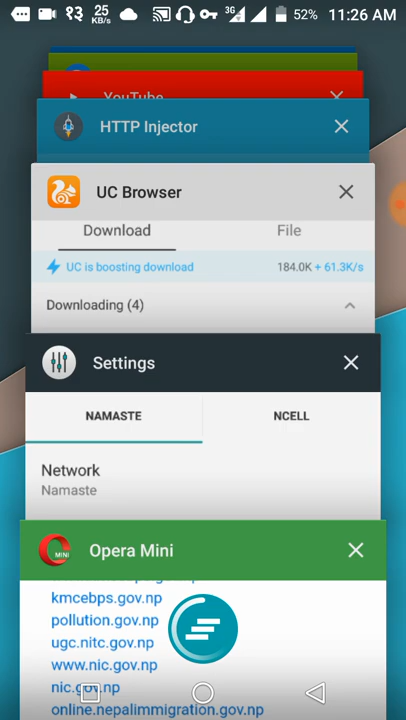 १३ 25 KB/s 3G 52% 11:26 AM
YouTube
HTTP Injector
UC Browser
Download File
UC is boosting download 184.0K + 61.3K/s
Downloading (4)
Settings
NAMASTE NCELL
Network
Namaste
MINI Opera Mini
kmcebps.gov.np
pollution.gov.np
ugc.nitc.gov.np
www.nic.gov.np
nic.gov.np
online.nepalimmigration.gov.np